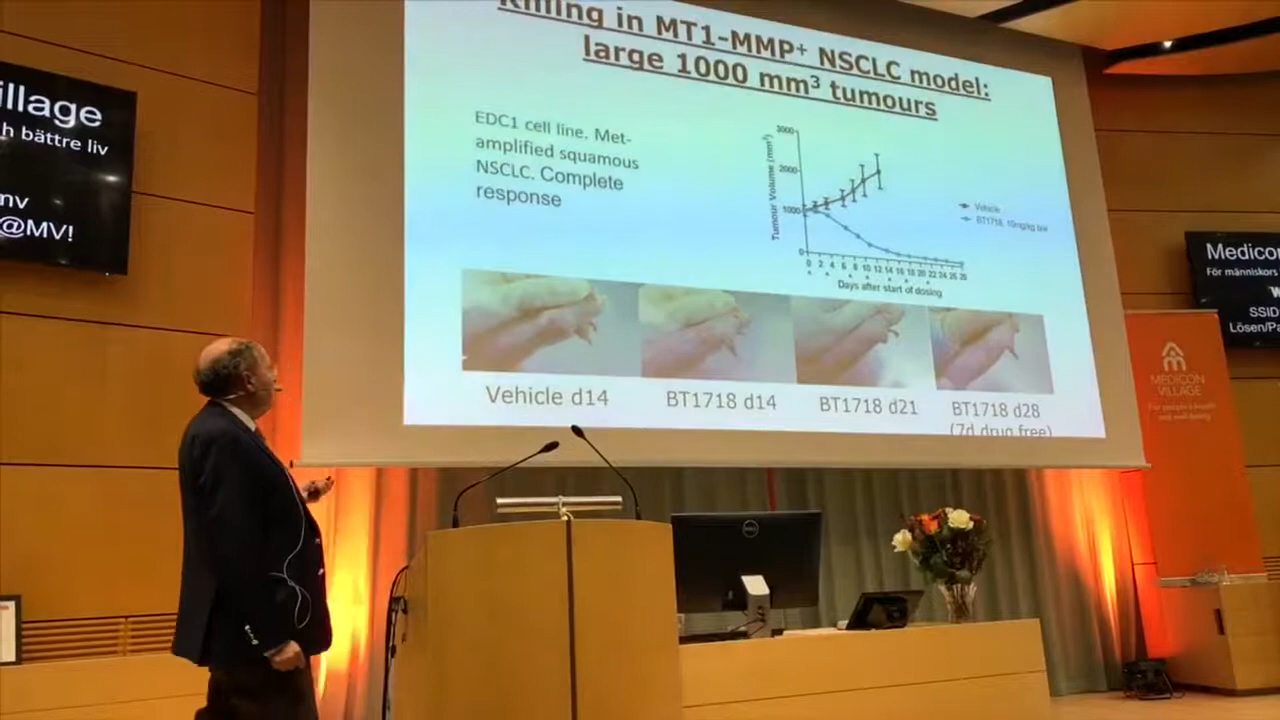 illage
h bättre liv
nv
@MV!
Killing in MT1-MMP⁺ NSCLC model:
large 1000 mm³ tumours
EDC1 cell line. Met-
amplified squamous
NSCLC. Complete
response
Tumour Volume (mm³)
3000
2000
1000
0
Vehicle
BT1718, 10mg/kg biw
0 2 4 6 8 10 12 14 16 18 20 22 24 26 28
Days after start of dosing
Vehicle d14
BT1718 d14
BT1718 d21
BT1718 d28
(7d drug free)
DELL
Medicon
För människors
W
SSID
Lösen/Pa
MEDICON
VILLAGE
For people's health
and well-being